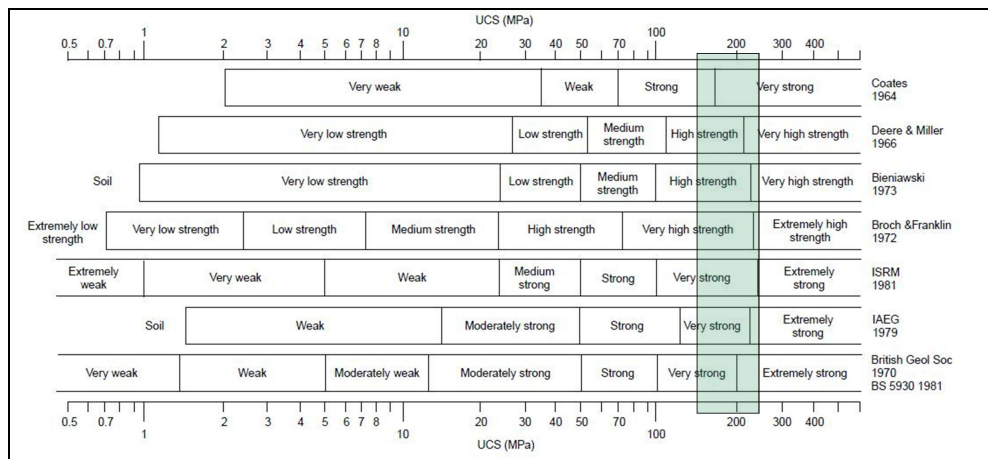 UCS (MPa)
0.5 0.7 1 2 3 4 5 6 7 8 10 20 30 40 50 70 100 200 300 400
Very weak Weak Strong Very strong Coates
1964
Very low strength Low strength Medium
strength High strength Very high strength Deere & Miller
1966
Soil Very low strength Low strength Medium
strength High strength Very high strength Bieniawski
1973
Extremely low
strength Very low strength Low strength Medium strength High strength Very high strength Extremely high
strength Broch &Franklin
1972
Extremely
weak Very weak Weak Medium
strong Strong Very strong Extremely
strong ISRM
1981
Soil Weak Moderately strong Strong Very strong Extremely
strong IAEG
1979
Very weak Weak Moderately weak Moderately strong Strong Very strong Extremely strong British Geol Soc
1970
BS 5930 1981
0.5 0.7 1 2 3 4 5 6 7 8 10 20 30 40 50 70 100 200 300 400
UCS (MPa)